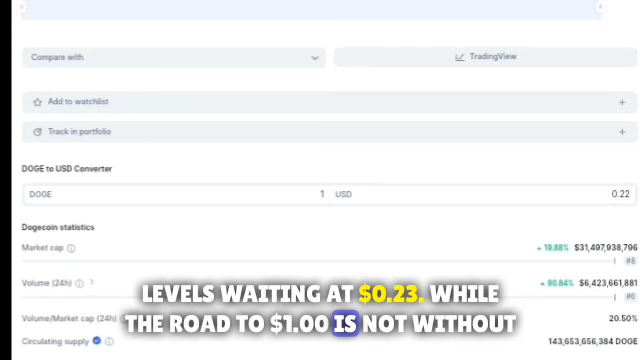 Compare with
TradingView
Add to watchlist
+
Track in portfolio
+
DOGE to USD Converter
DOGE 1 USD 0.22
Dogecoin statistics
Market cap 19.88% $31,497,938,796
#8
Volume (24h) 90.84% $6,423,661,881
#6
LEVELS WAITING AT $0.23. WHILE
THE ROAD TO $1.00 IS NOT WITHOUT
Volume/Market cap (24h) 20.50%
Circulating supply 143,653,656,384 DOGE